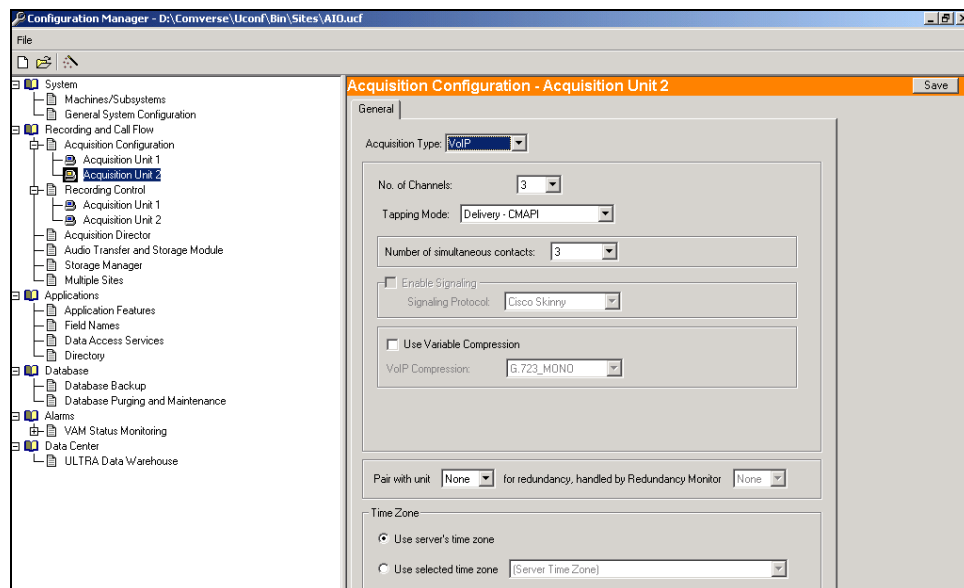 Configuration Manager - D:\Comverse\Uconf\Bin\Sites\AIO.ucf
File
System
Machines/Subsystems
General System Configuration
Recording and Call Flow
Acquisition Configuration
Acquisition Unit 1
Acquisition Unit 2
Recording Control
Acquisition Unit 1
Acquisition Unit 2
Acquisition Director
Audio Transfer and Storage Module
Storage Manager
Multiple Sites
Applications
Application Features
Field Names
Data Access Services
Directory
Database
Database Backup
Database Purging and Maintenance
Alarms
VAM Status Monitoring
Data Center
ULTRA Data Warehouse
Acquisition Configuration - Acquisition Unit 2
Save
General
Acquisition Type: VoIP
No. of Channels: 3
Tapping Mode: Delivery - CMAPI
Number of simultaneous contacts: 3
Enable Signaling
Signaling Protocol: Cisco Skinny
Use Variable Compression
VoIP Compression: G.723_MONO
Pair with unit None for redundancy, handled by Redundancy Monitor None
Time Zone
Use server's time zone
Use selected time zone (Server Time Zone)